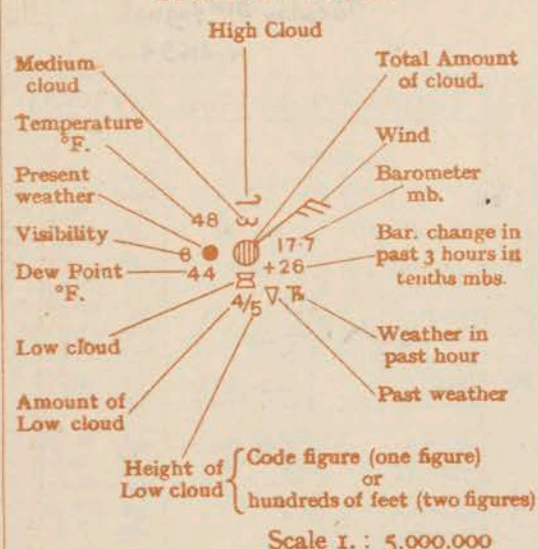 High Cloud
Medium
cloud
Total Amount
of cloud.
Temperature
°F.
Wind
Present
weather
Barometer
mb.
48
Visibility
6
17.7
Bar. change in
past 3 hours in
tenths mbs.
Dew Point
°F.
44
+26
4/5
Low cloud
Weather in
past hour
Amount of
Low cloud
Past weather
Height of
Low cloud
Code figure (one figure)
or
hundreds of feet (two figures)
Scale 1. : 5,000,000